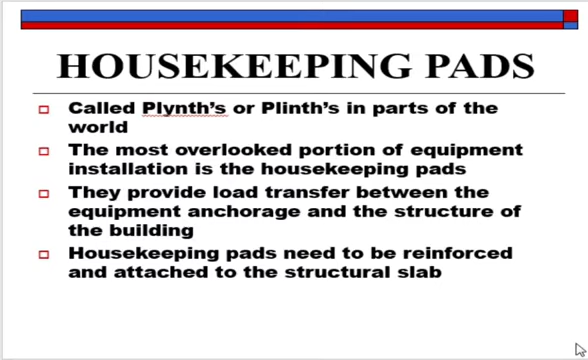 HOUSEKEEPING PADS
Called Plynth's or Plinth's in parts of the
world
The most overlooked portion of equipment
installation is the housekeeping pads
They provide load transfer between the
equipment anchorage and the structure of
the building
Housekeeping pads need to be reinforced
and attached to the structural slab